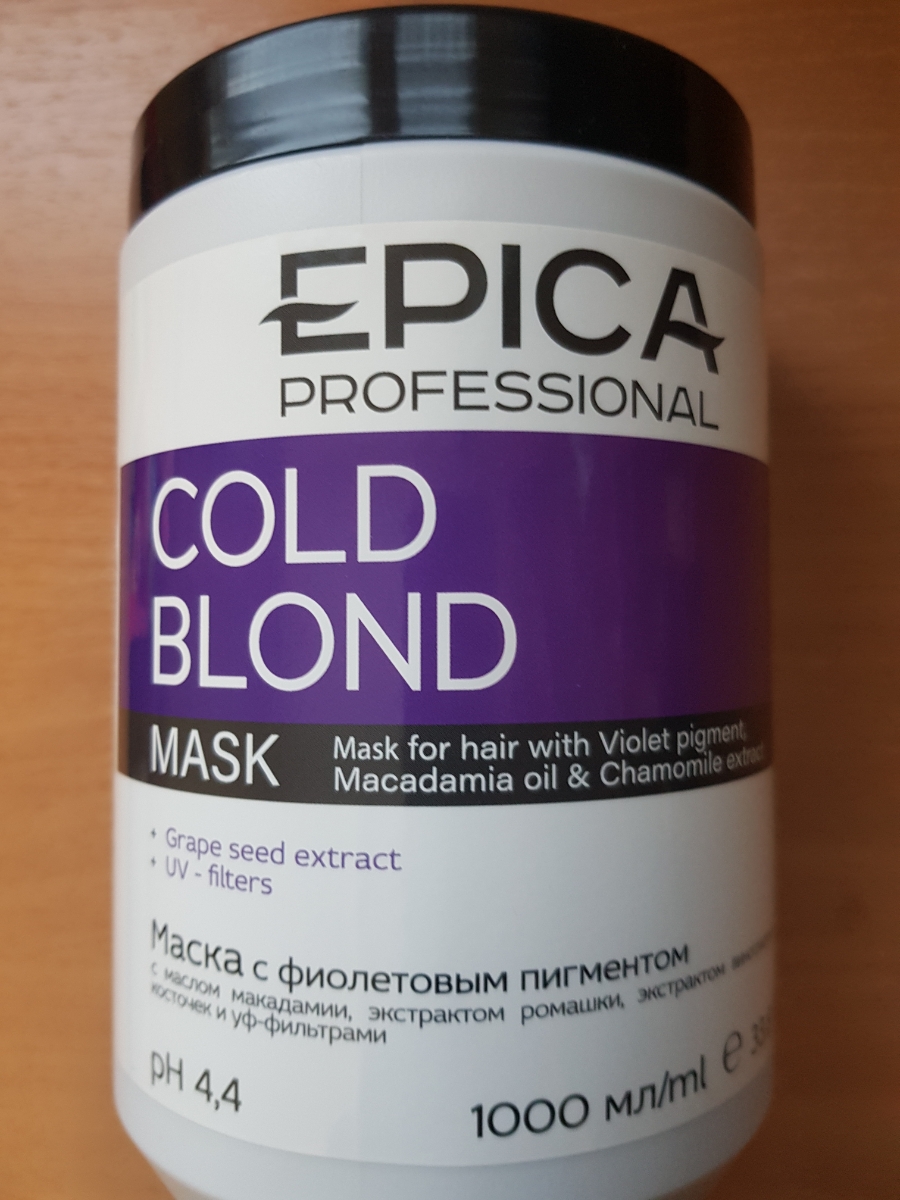 EPICA
PROFESSIONAL
COLD
BLOND
MASK
Mask for hair with Violet pigment,
Macadamia oil & Chamomile extract
+ Grape seed extract
+ UV - filters
Маска с фиолетовым пигментом
с маслом макадамии, экстрактом ромашки, экстрактом
косточек и уф-фильтрами
pH 4,4
1000 мл/ml ℮